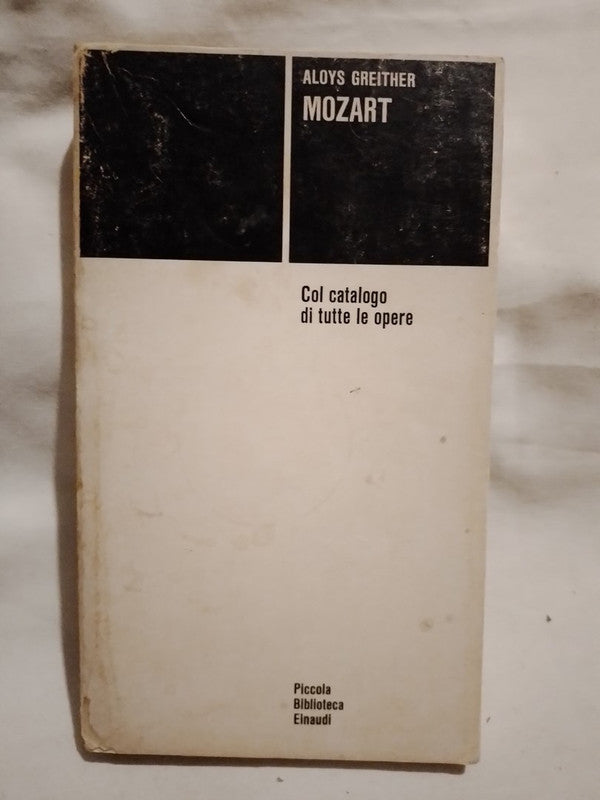 ALOYS GREITHER
MOZART
Col catalogo
di tutte le opere
Piccola
Biblioteca
Einaudi